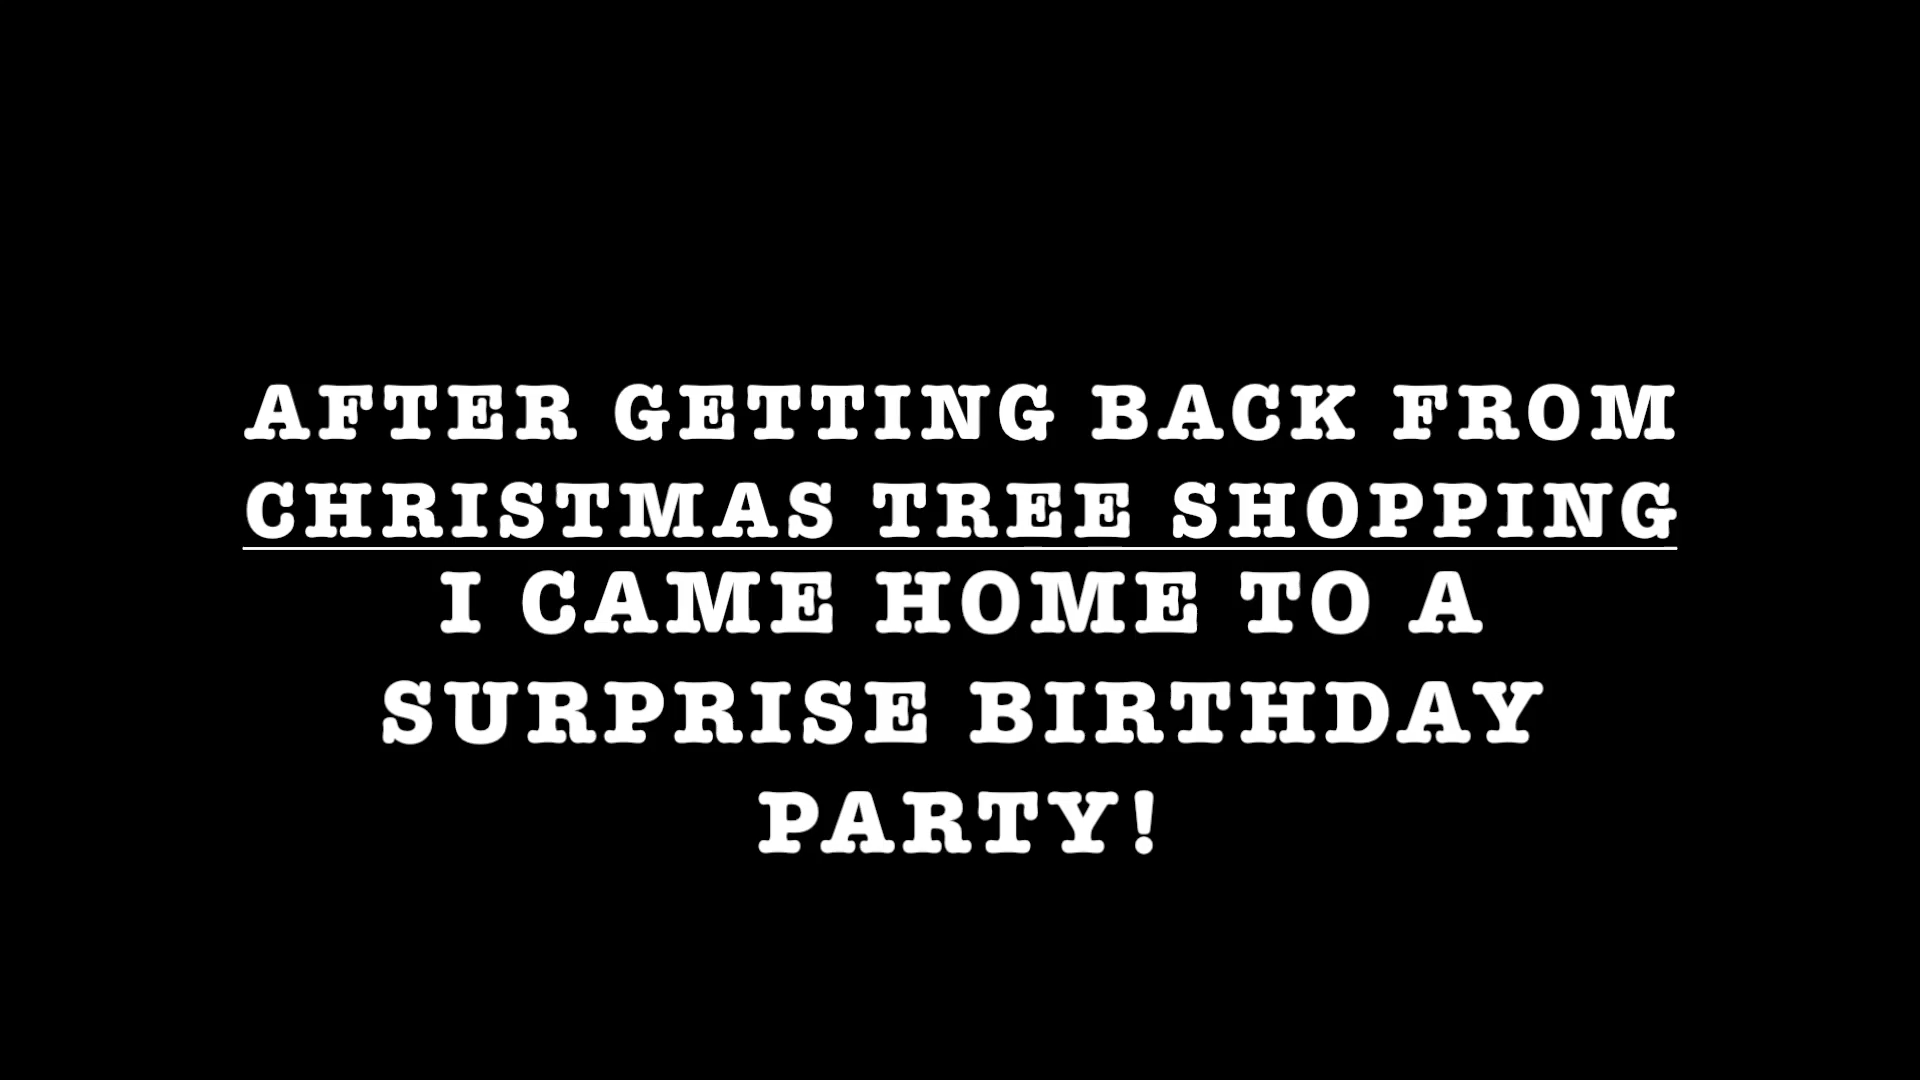 AFTER GETTING BACK FROM
CHRISTMAS TREE SHOPPING
I CAME HOME TO A
SURPRISE BIRTHDAY
PARTY!